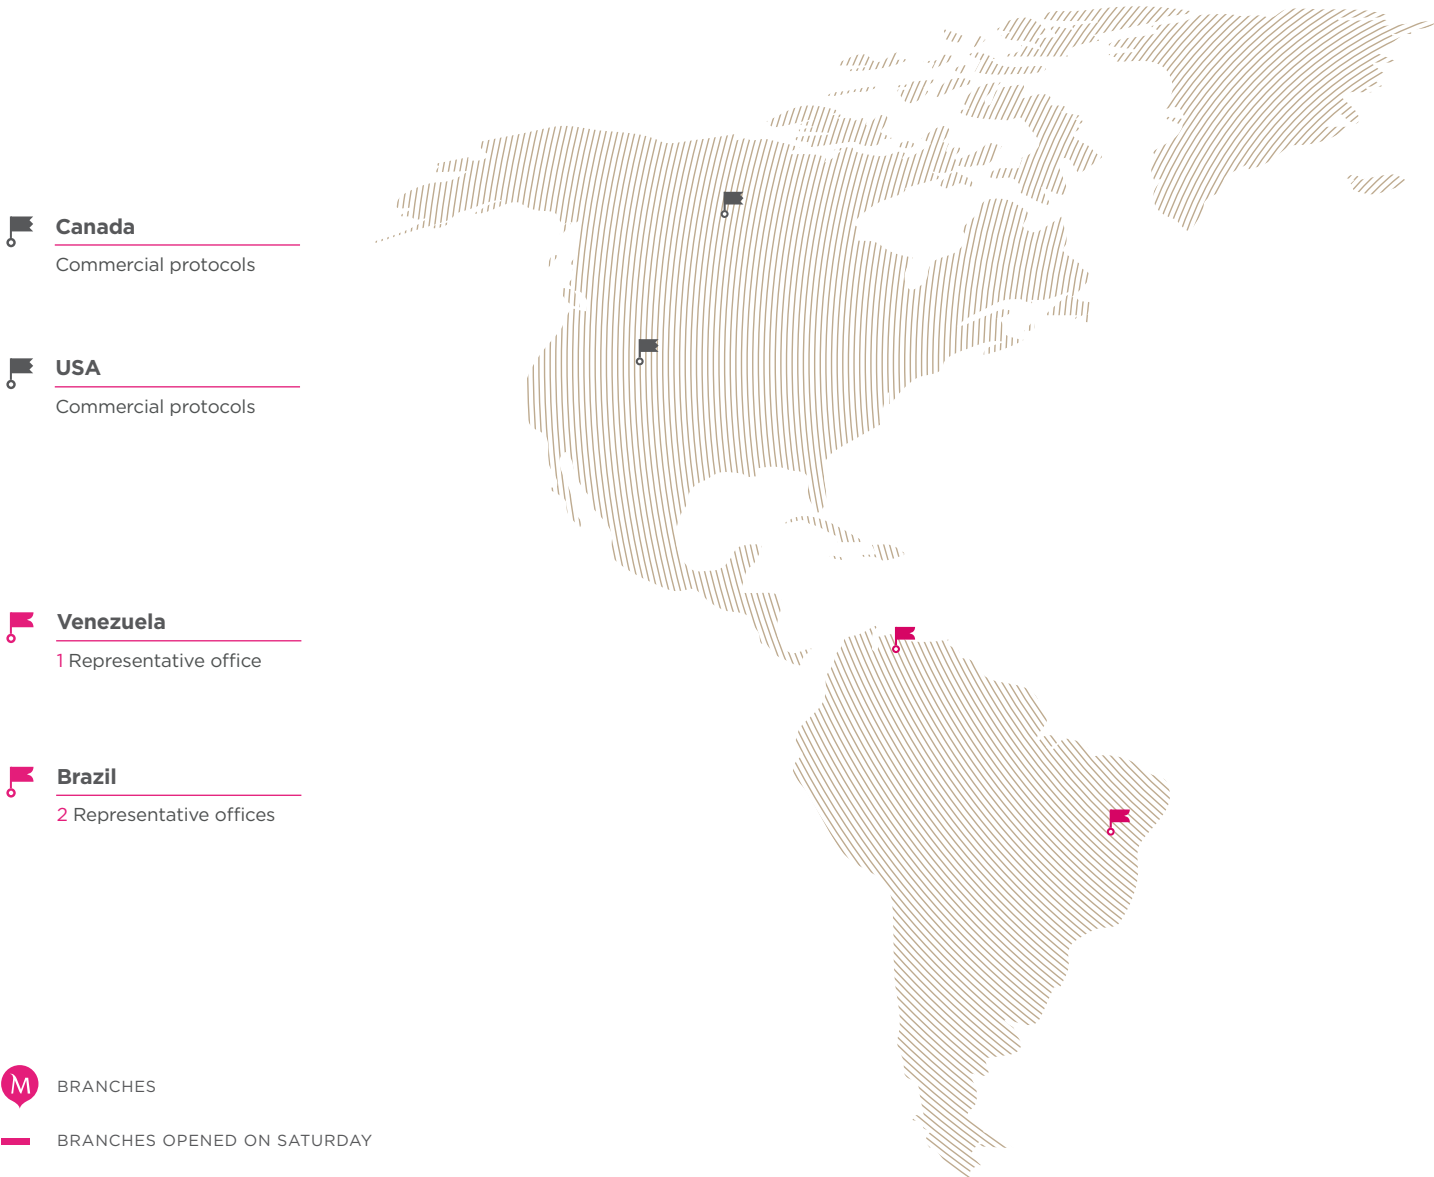 Canada
Commercial protocols
USA
Commercial protocols
Venezuela
1 Representative office
Brazil
2 Representative offices
M
BRANCHES
BRANCHES OPENED ON SATURDAY